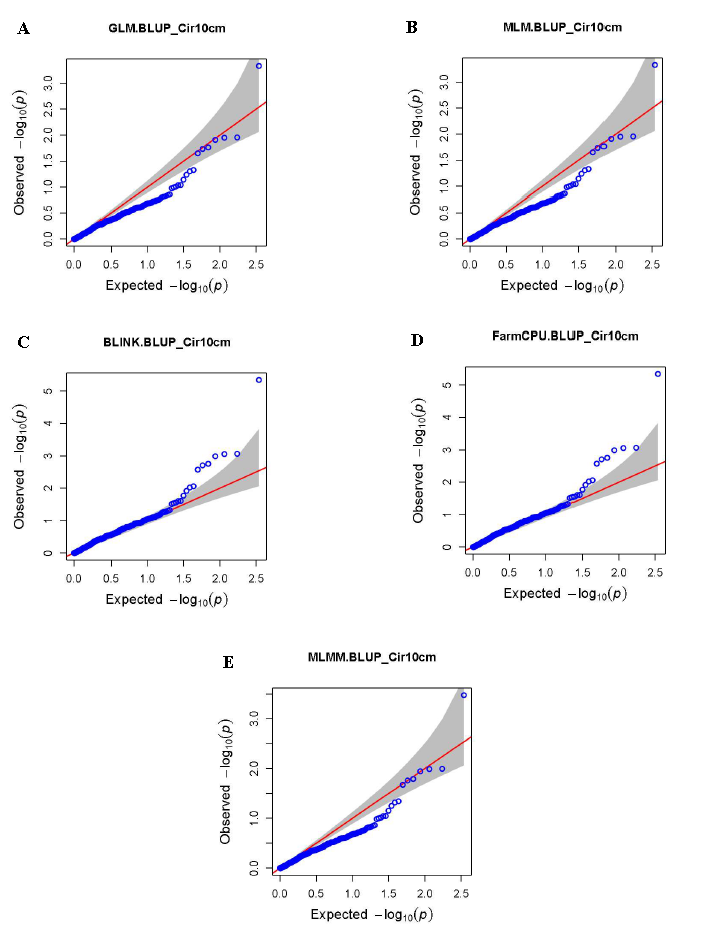 A
GLM.BLUP_Cir10cm
Observed −log10(p)
0.0 0.5 1.0 1.5 2.0 2.5 3.0
0.0 0.5 1.0 1.5 2.0 2.5
Expected −log10(p)
B
MLM.BLUP_Cir10cm
Observed −log10(p)
0.0 0.5 1.0 1.5 2.0 2.5 3.0
0.0 0.5 1.0 1.5 2.0 2.5
Expected −log10(p)
C
BLINK.BLUP_Cir10cm
Observed −log10(p)
0 1 2 3 4 5
0.0 0.5 1.0 1.5 2.0 2.5
Expected −log10(p)
D
FarmCPU.BLUP_Cir10cm
Observed −log10(p)
0 1 2 3 4 5
0.0 0.5 1.0 1.5 2.0 2.5
Expected −log10(p)
E
MLMM.BLUP_Cir10cm
Observed −log10(p)
0.0 1.0 2.0 3.0
0.0 0.5 1.0 1.5 2.0 2.5
Expected −log10(p)